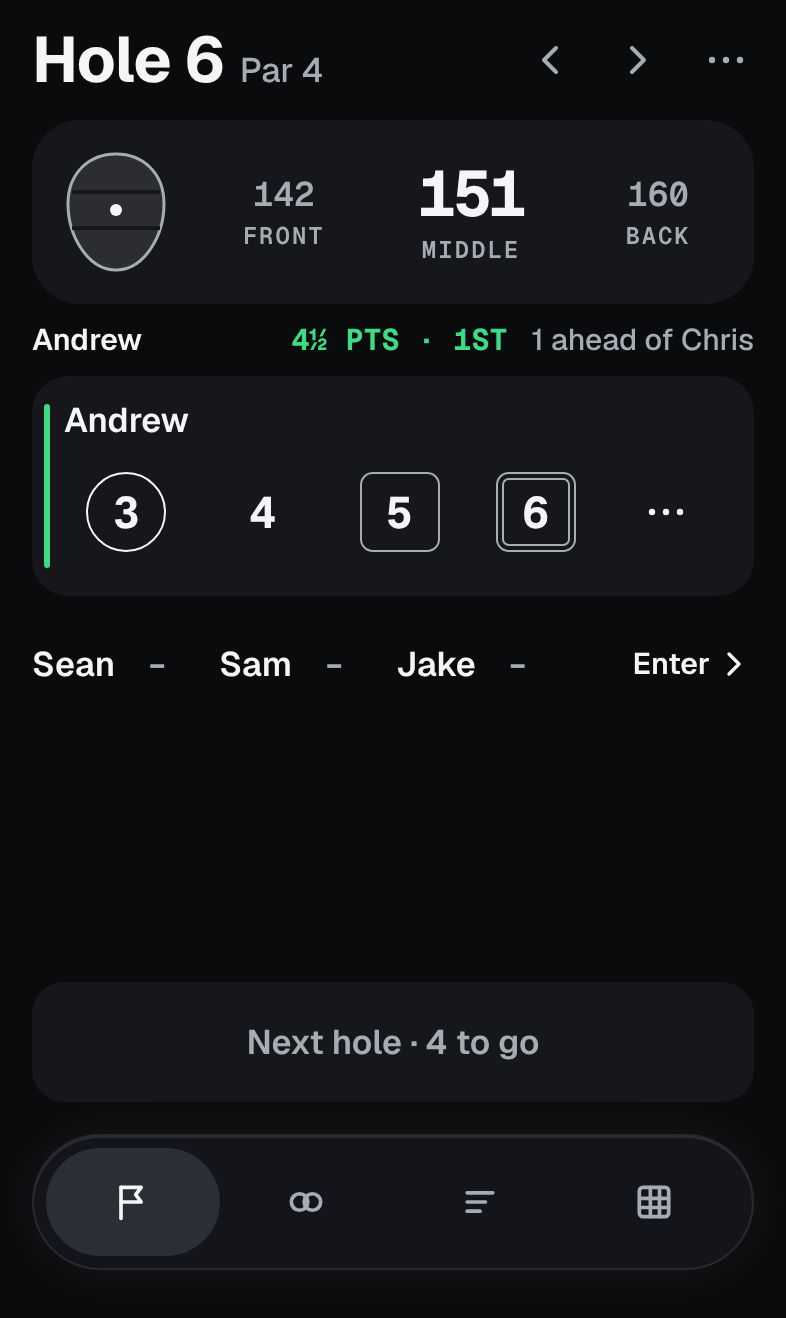 Hole 6 Par 4
142 151 160
FRONT MIDDLE BACK
Andrew 4½ PTS · 1ST 1 ahead of Chris
Andrew
3 4 5 6
Sean - Sam - Jake - Enter
Next hole · 4 to go